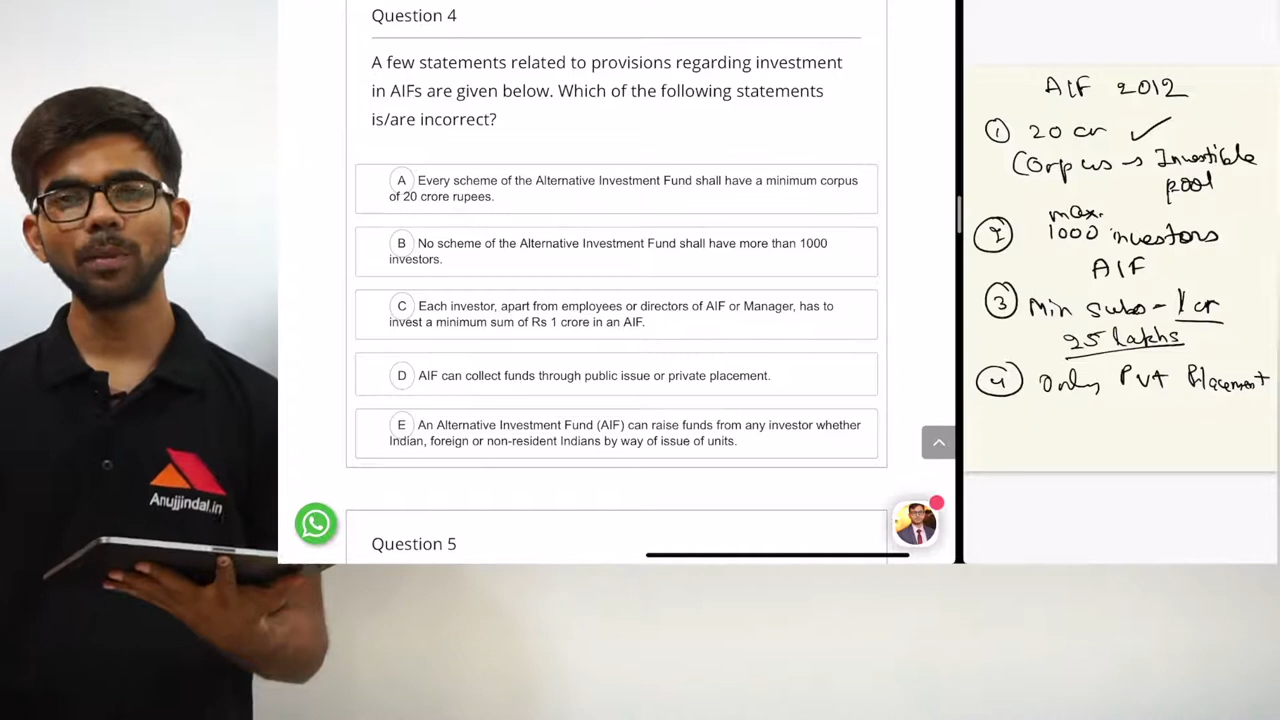 Question 4
A few statements related to provisions regarding investment
in AIFs are given below. Which of the following statements
is/are incorrect?
A Every scheme of the Alternative Investment Fund shall have a minimum corpus
of 20 crore rupees.
B No scheme of the Alternative Investment Fund shall have more than 1000
investors.
C Each investor, apart from employees or directors of AIF or Manager, has to
invest a minimum sum of Rs 1 crore in an AIF.
D AIF can collect funds through public issue or private placement.
E An Alternative Investment Fund (AIF) can raise funds from any investor whether
Indian, foreign or non-resident Indians by way of issue of units.
Question 5
AIF 2012
1 20 cr ✓
Corpus → Investible
pool
max.
2 1000 investors
AIF
3 Min subs - 1 cr
25 lakhs
4 Only Pvt Placement
Anujjindal.in